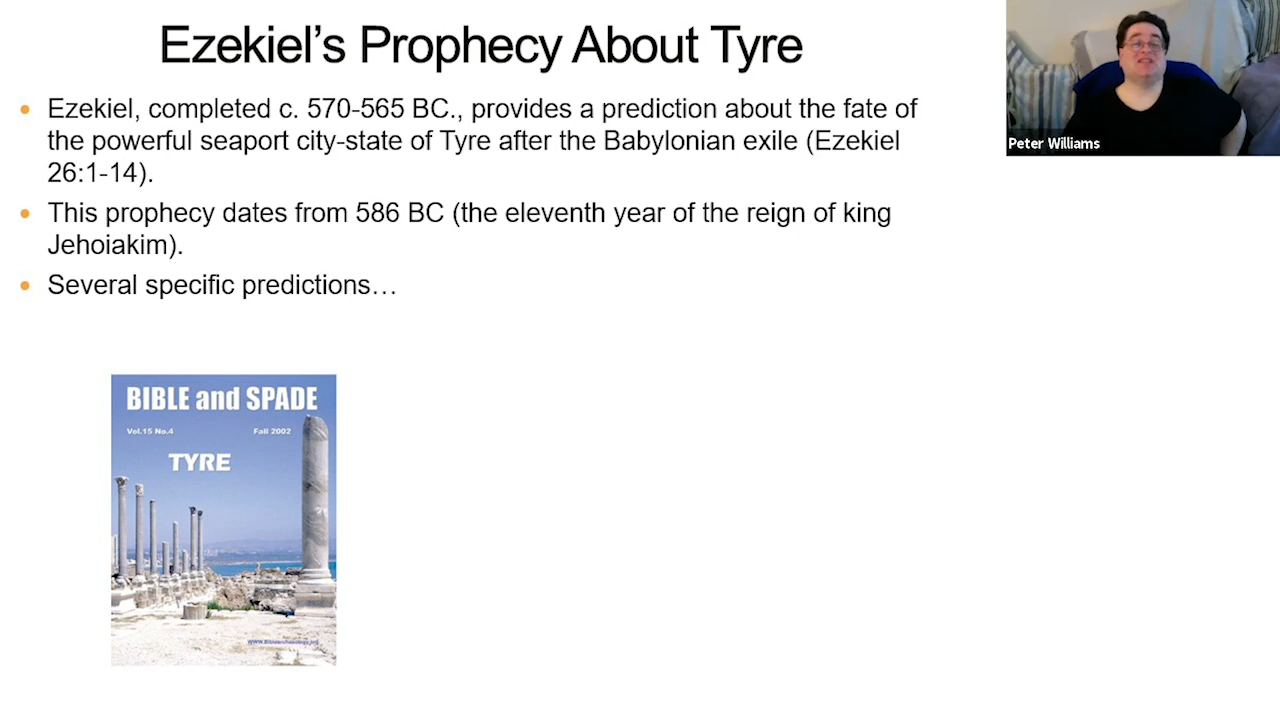 Ezekiel’s Prophecy About Tyre
Ezekiel, completed c. 570-565 BC., provides a prediction about the fate of
the powerful seaport city-state of Tyre after the Babylonian exile (Ezekiel
26:1-14).
This prophecy dates from 586 BC (the eleventh year of the reign of king
Jehoiakim).
Several specific predictions…
BIBLE and SPADE
Vol.15 No.4 Fall 2002
TYRE
Peter Williams